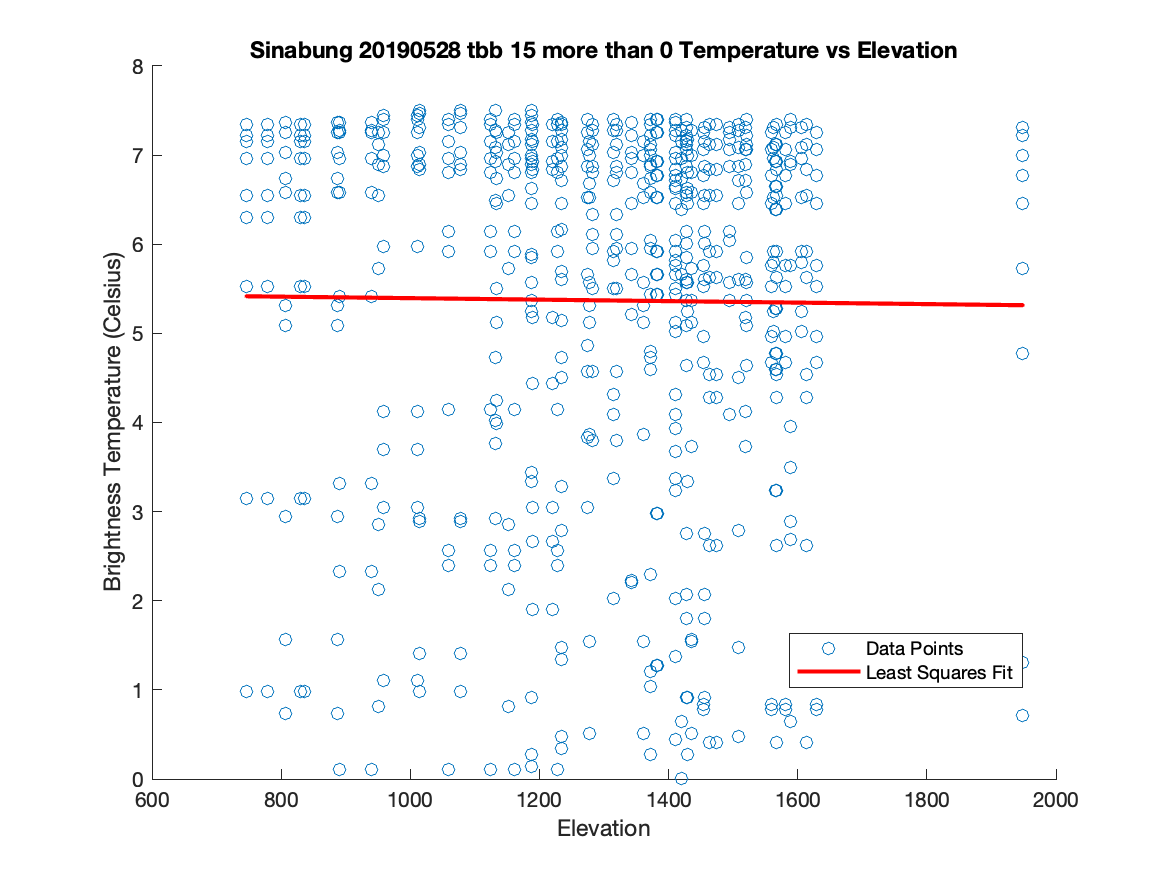 Sinabung 20190528 tbb 15 more than 0 Temperature vs Elevation
8
7
6
5
4
3
2
1
0
Brightness Temperature (Celsius)
Data Points
Least Squares Fit
600 800 1000 1200 1400 1600 1800 2000
Elevation